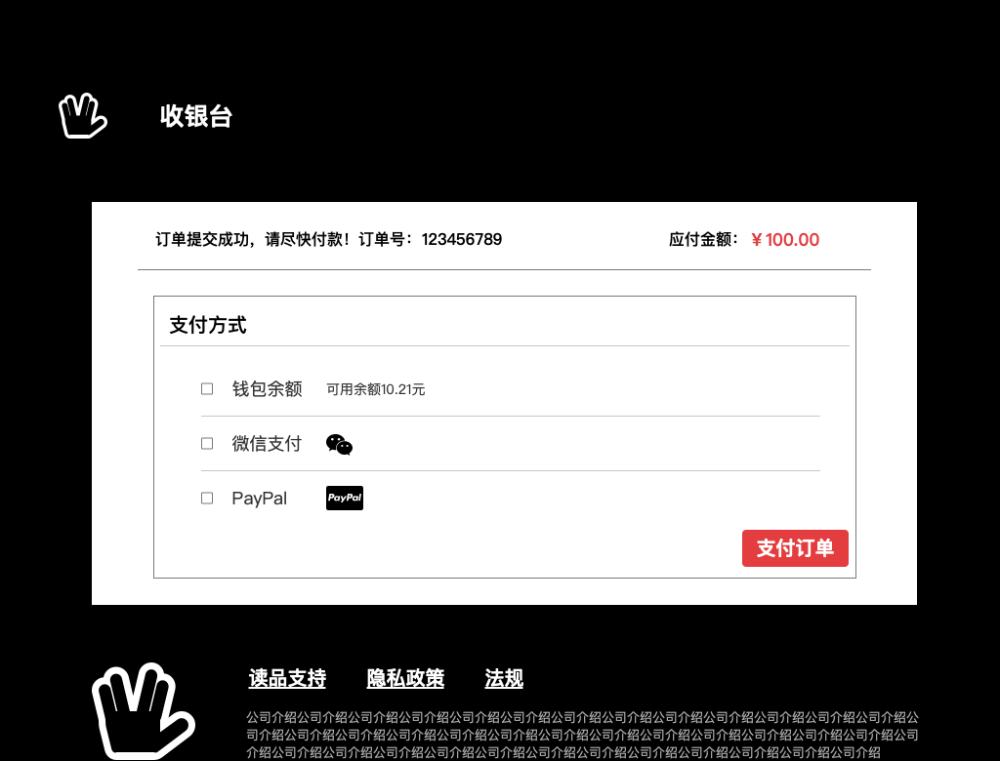 收银台
订单提交成功，请尽快付款！订单号：123456789 应付金额：¥ 100.00
支付方式
钱包余额 可用余额10.21元
微信支付
PayPal PayPal
支付订单
读品支持 隐私政策 法规
公司介绍公司介绍公司介绍公司介绍公司介绍公司介绍公司介绍公司介绍公司介绍公司介绍公司介绍公司介绍公司介绍公
司介绍公司介绍公司介绍公司介绍公司介绍公司介绍公司介绍公司介绍公司介绍公司介绍公司介绍公司介绍公司介绍公司
介绍公司介绍公司介绍公司介绍公司介绍公司介绍公司介绍公司介绍公司介绍公司介绍公司介绍公司介绍公司介绍